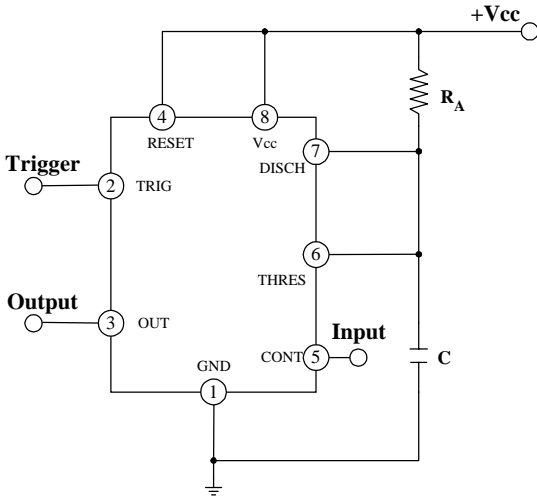 +Vcc
R_A
4
8
RESET
Vcc
7
DISCH
Trigger
2
TRIG
6
THRES
Output
3
OUT
Input
CONT
5
C
GND
1